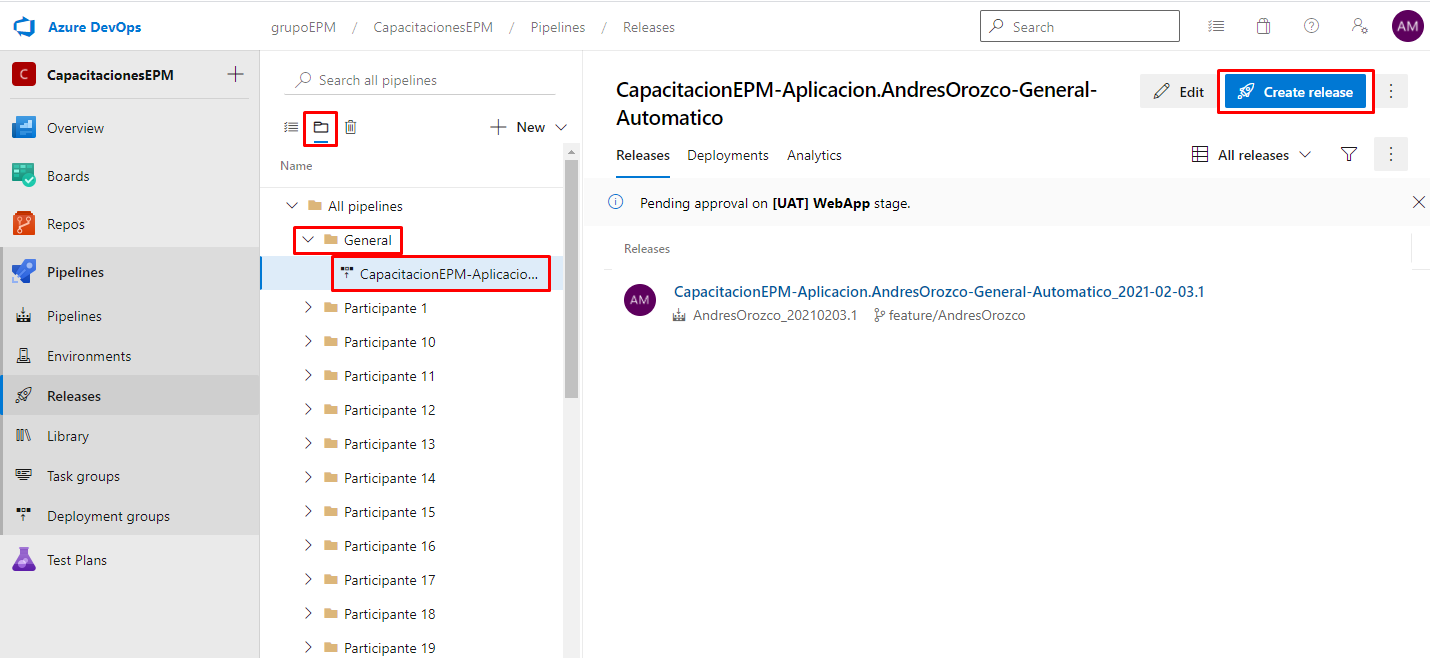 Azure DevOps
grupoEPM / CapacitacionesEPM / Pipelines / Releases
Search
AM
C CapacitacionesEPM
Overview
Boards
Repos
Pipelines
Pipelines
Environments
Releases
Library
Task groups
Deployment groups
Test Plans
Search all pipelines
New
Name
All pipelines
General
CapacitacionEPM-Aplicacio...
Participante 1
Participante 10
Participante 11
Participante 12
Participante 13
Participante 14
Participante 15
Participante 16
Participante 17
Participante 18
Participante 19
CapacitacionEPM-Aplicacion.AndresOrozco-General-
Automatico
Edit
Create release
Releases Deployments Analytics
All releases
Pending approval on [UAT] WebApp stage.
Releases
AM
CapacitacionEPM-Aplicacion.AndresOrozco-General-Automatico_2021-02-03.1
AndresOrozco_20210203.1 feature/AndresOrozco